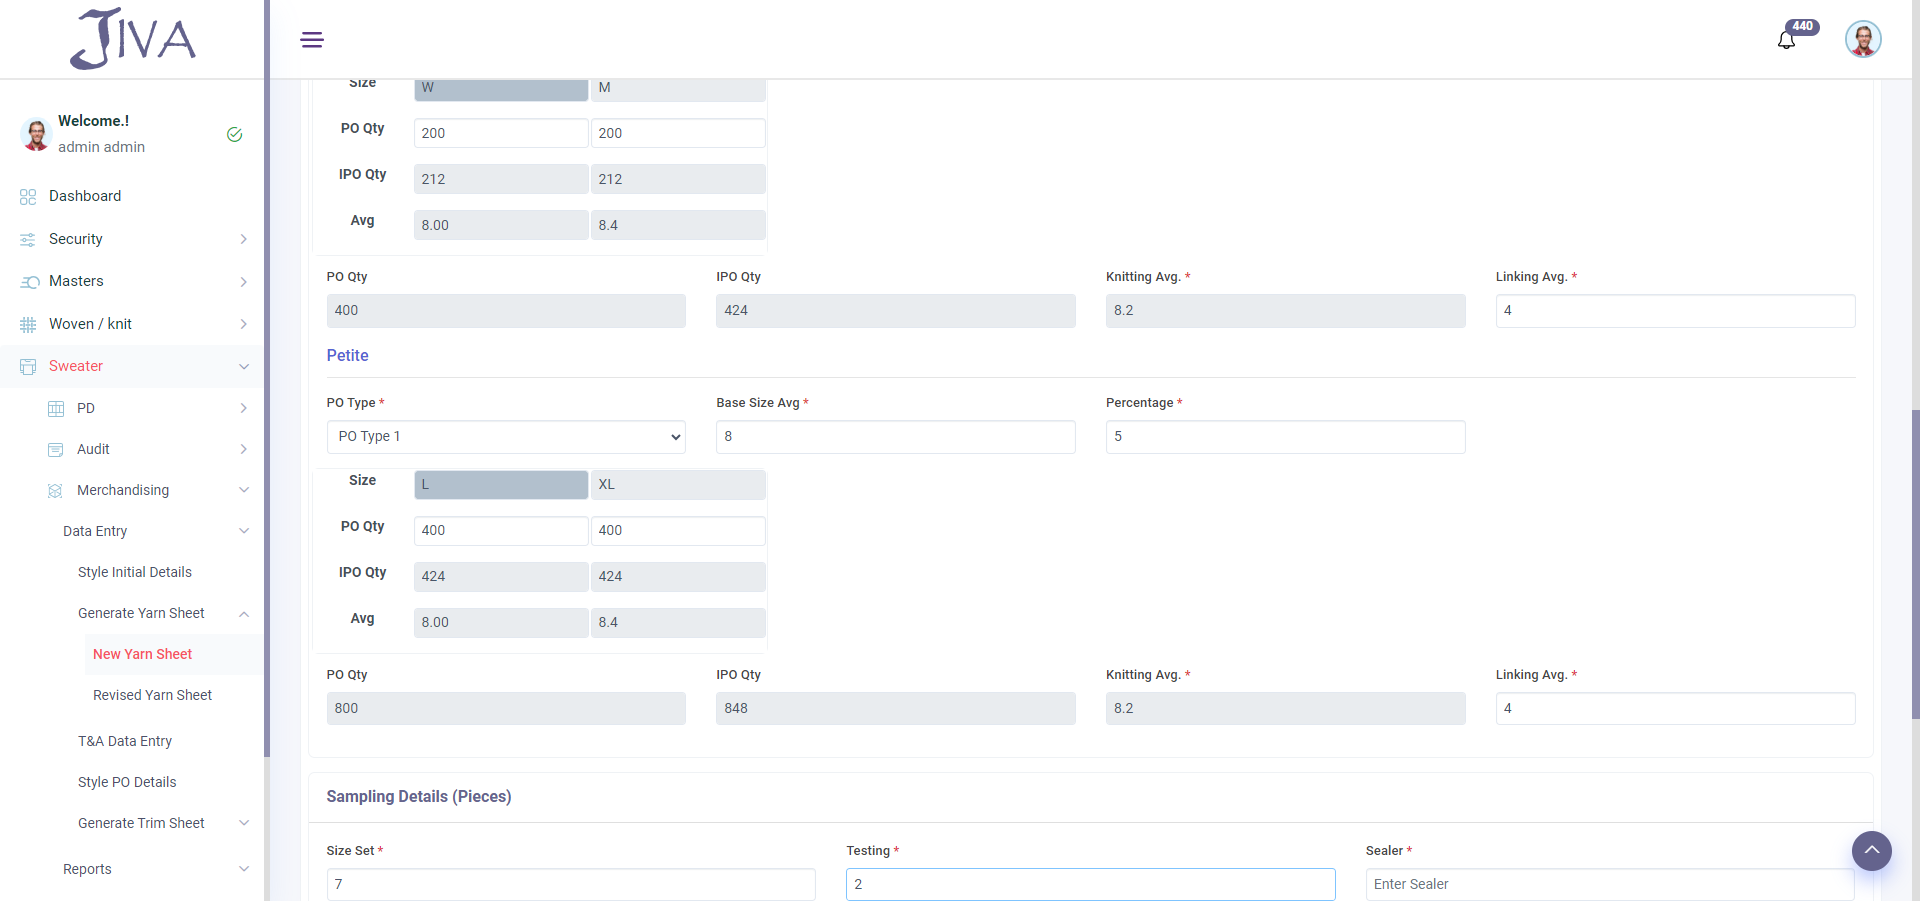 JIVA
440
Welcome.!
admin admin
Dashboard
Security
Masters
Woven / knit
Sweater
PD
Audit
Merchandising
Data Entry
Style Initial Details
Generate Yarn Sheet
New Yarn Sheet
Revised Yarn Sheet
T&A Data Entry
Style PO Details
Generate Trim Sheet
Reports
Size W M
PO Qty 200 200
IPO Qty 212 212
Avg 8.00 8.4
PO Qty IPO Qty Knitting Avg. * Linking Avg. *
400 424 8.2 4
Petite
PO Type * Base Size Avg * Percentage *
PO Type 1 8 5
Size L XL
PO Qty 400 400
IPO Qty 424 424
Avg 8.00 8.4
PO Qty IPO Qty Knitting Avg. * Linking Avg. *
800 848 8.2 4
Sampling Details (Pieces)
Size Set * Testing * Sealer *
7 2 Enter Sealer